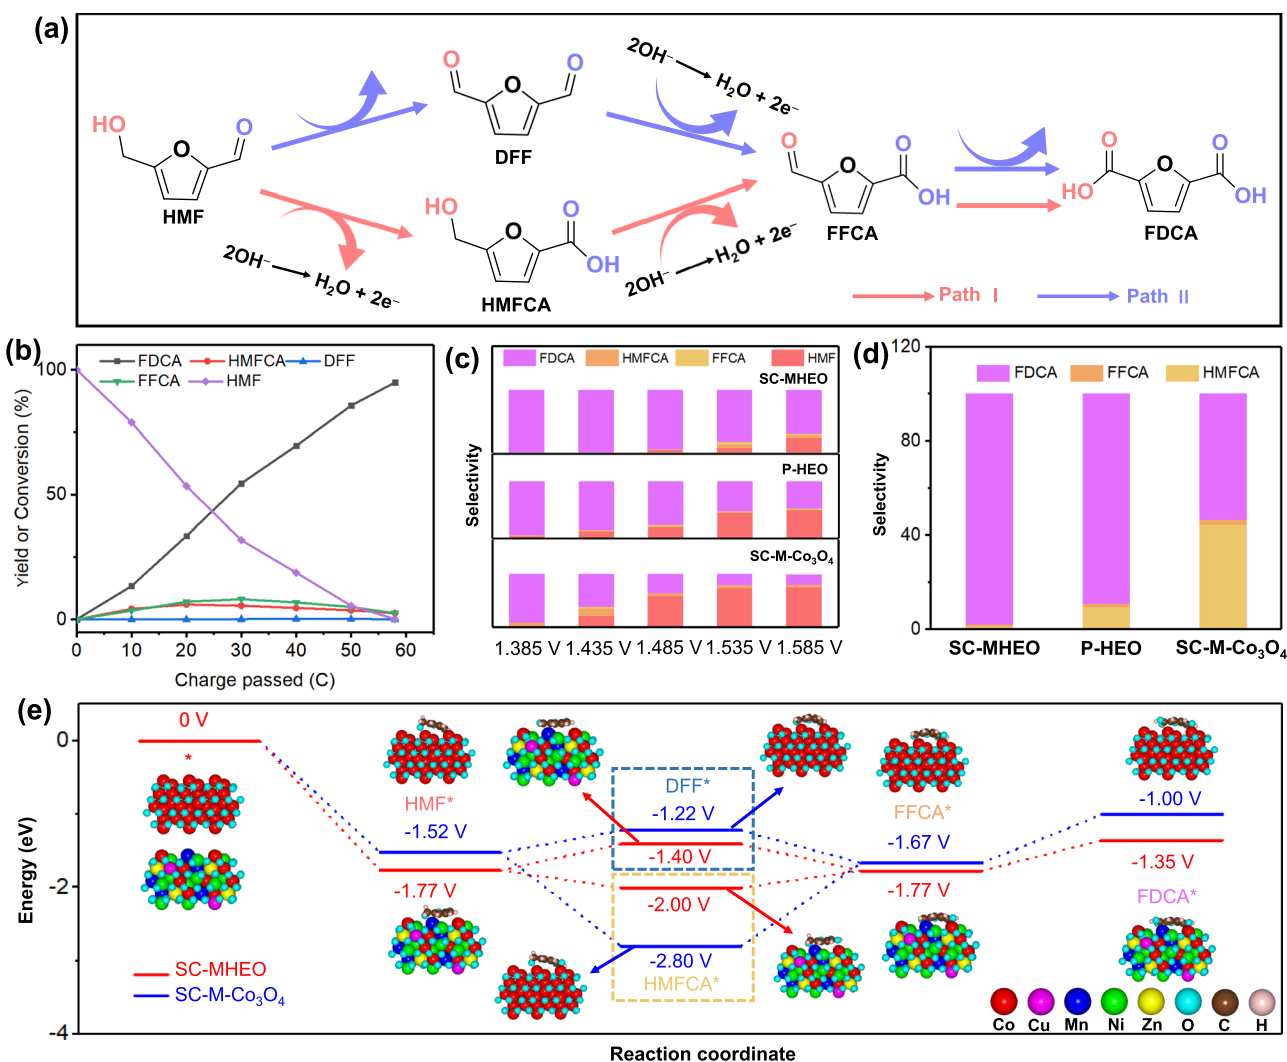 (a)
2OH⁻ → H₂O + 2e⁻
HO
O
O
HMF
O
O
O
DFF
HO
O
O
OH
HMFCA
2OH⁻ → H₂O + 2e⁻
2OH⁻ → H₂O + 2e⁻
O
O
O
OH
FFCA
O
HO
O
O
OH
FDCA
Path I
Path II
(b)
FDCA HMFCA DFF
FFCA HMF
Yield or Conversion (%)
100
50
0
0 10 20 30 40 50 60
Charge passed (C)
(c)
FDCA HMFCA FFCA HMF
SC-MHEO
P-HEO
SC-M-Co₃O₄
Selectivity
1.385 V 1.435 V 1.485 V 1.535 V 1.585 V
(d)
FDCA FFCA HMFCA
Selectivity
120
80
40
0
SC-MHEO P-HEO SC-M-Co₃O₄
(e)
Energy (eV)
0
-2
-4
0 V
*
HMF*
-1.52 V
-1.77 V
DFF*
-1.22 V
-1.40 V
-2.00 V
-2.80 V
HMFCA*
FFCA*
-1.67 V
-1.77 V
-1.00 V
-1.35 V
FDCA*
SC-MHEO
SC-M-Co₃O₄
Co Cu Mn Ni Zn O C H
Reaction coordinate